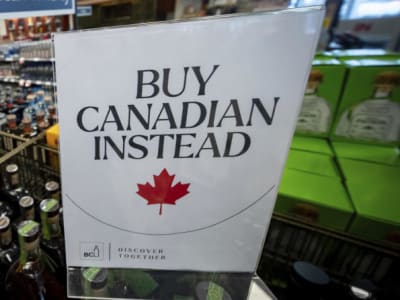 BUY
CANADIAN
INSTEAD
BCL
DISCOVER
TOGETHER